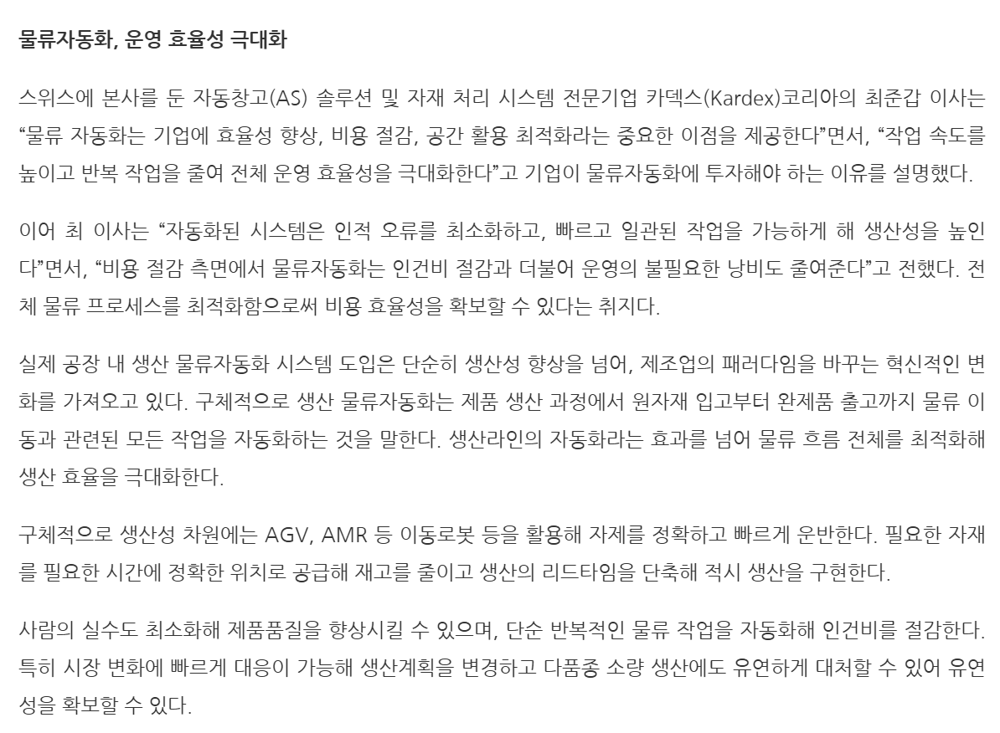 물류자동화, 운영 효율성 극대화
스위스에 본사를 둔 자동창고(AS) 솔루션 및 자재 처리 시스템 전문기업 카덱스(Kardex)코리아의 최준갑 이사는
“물류 자동화는 기업에 효율성 향상, 비용 절감, 공간 활용 최적화라는 중요한 이점을 제공한다”면서, “작업 속도를
높이고 반복 작업을 줄여 전체 운영 효율성을 극대화한다”고 기업이 물류자동화에 투자해야 하는 이유를 설명했다.
이어 최 이사는 “자동화된 시스템은 인적 오류를 최소화하고, 빠르고 일관된 작업을 가능하게 해 생산성을 높인
다”면서, “비용 절감 측면에서 물류자동화는 인건비 절감과 더불어 운영의 불필요한 낭비도 줄여준다”고 전했다. 전
체 물류 프로세스를 최적화함으로써 비용 효율성을 확보할 수 있다는 취지다.
실제 공장 내 생산 물류자동화 시스템 도입은 단순히 생산성 향상을 넘어, 제조업의 패러다임을 바꾸는 혁신적인 변
화를 가져오고 있다. 구체적으로 생산 물류자동화는 제품 생산 과정에서 원자재 입고부터 완제품 출고까지 물류 이
동과 관련된 모든 작업을 자동화하는 것을 말한다. 생산라인의 자동화라는 효과를 넘어 물류 흐름 전체를 최적화해
생산 효율을 극대화한다.
구체적으로 생산성 차원에는 AGV, AMR 등 이동로봇 등을 활용해 자제를 정확하고 빠르게 운반한다. 필요한 자재
를 필요한 시간에 정확한 위치로 공급해 재고를 줄이고 생산의 리드타임을 단축해 적시 생산을 구현한다.
사람의 실수도 최소화해 제품품질을 향상시킬 수 있으며, 단순 반복적인 물류 작업을 자동화해 인건비를 절감한다.
특히 시장 변화에 빠르게 대응이 가능해 생산계획을 변경하고 다품종 소량 생산에도 유연하게 대처할 수 있어 유연
성을 확보할 수 있다.